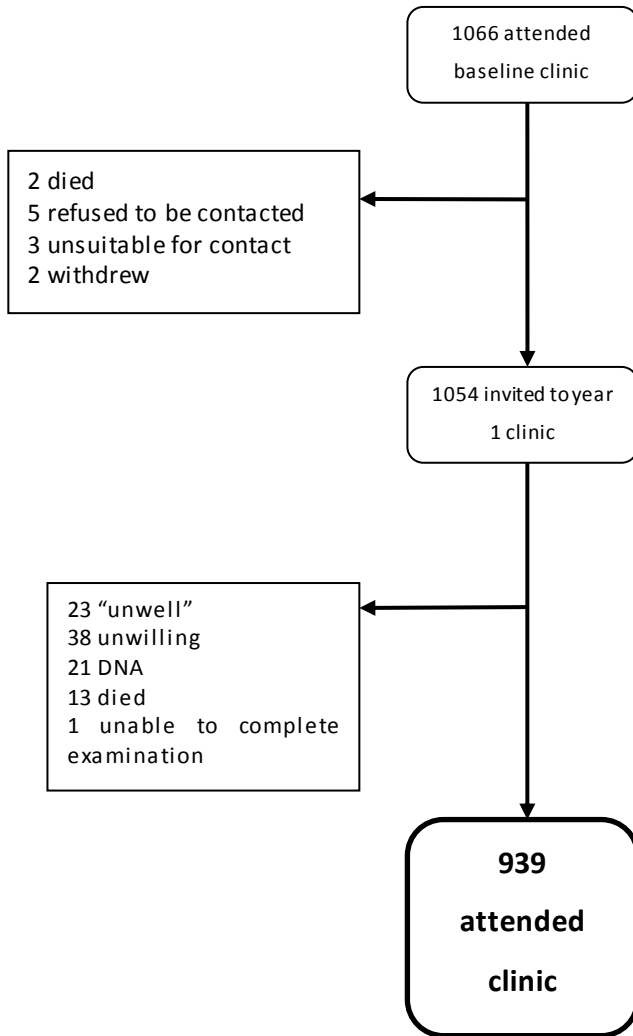 1066 attended
baseline clinic
2 died
5 refused to be contacted
3 unsuitable for contact
2 withdrew
1054 invited to year
1 clinic
23 “unwell”
38 unwilling
21 DNA
13 died
1 unable to complete
examination
939
attended
clinic